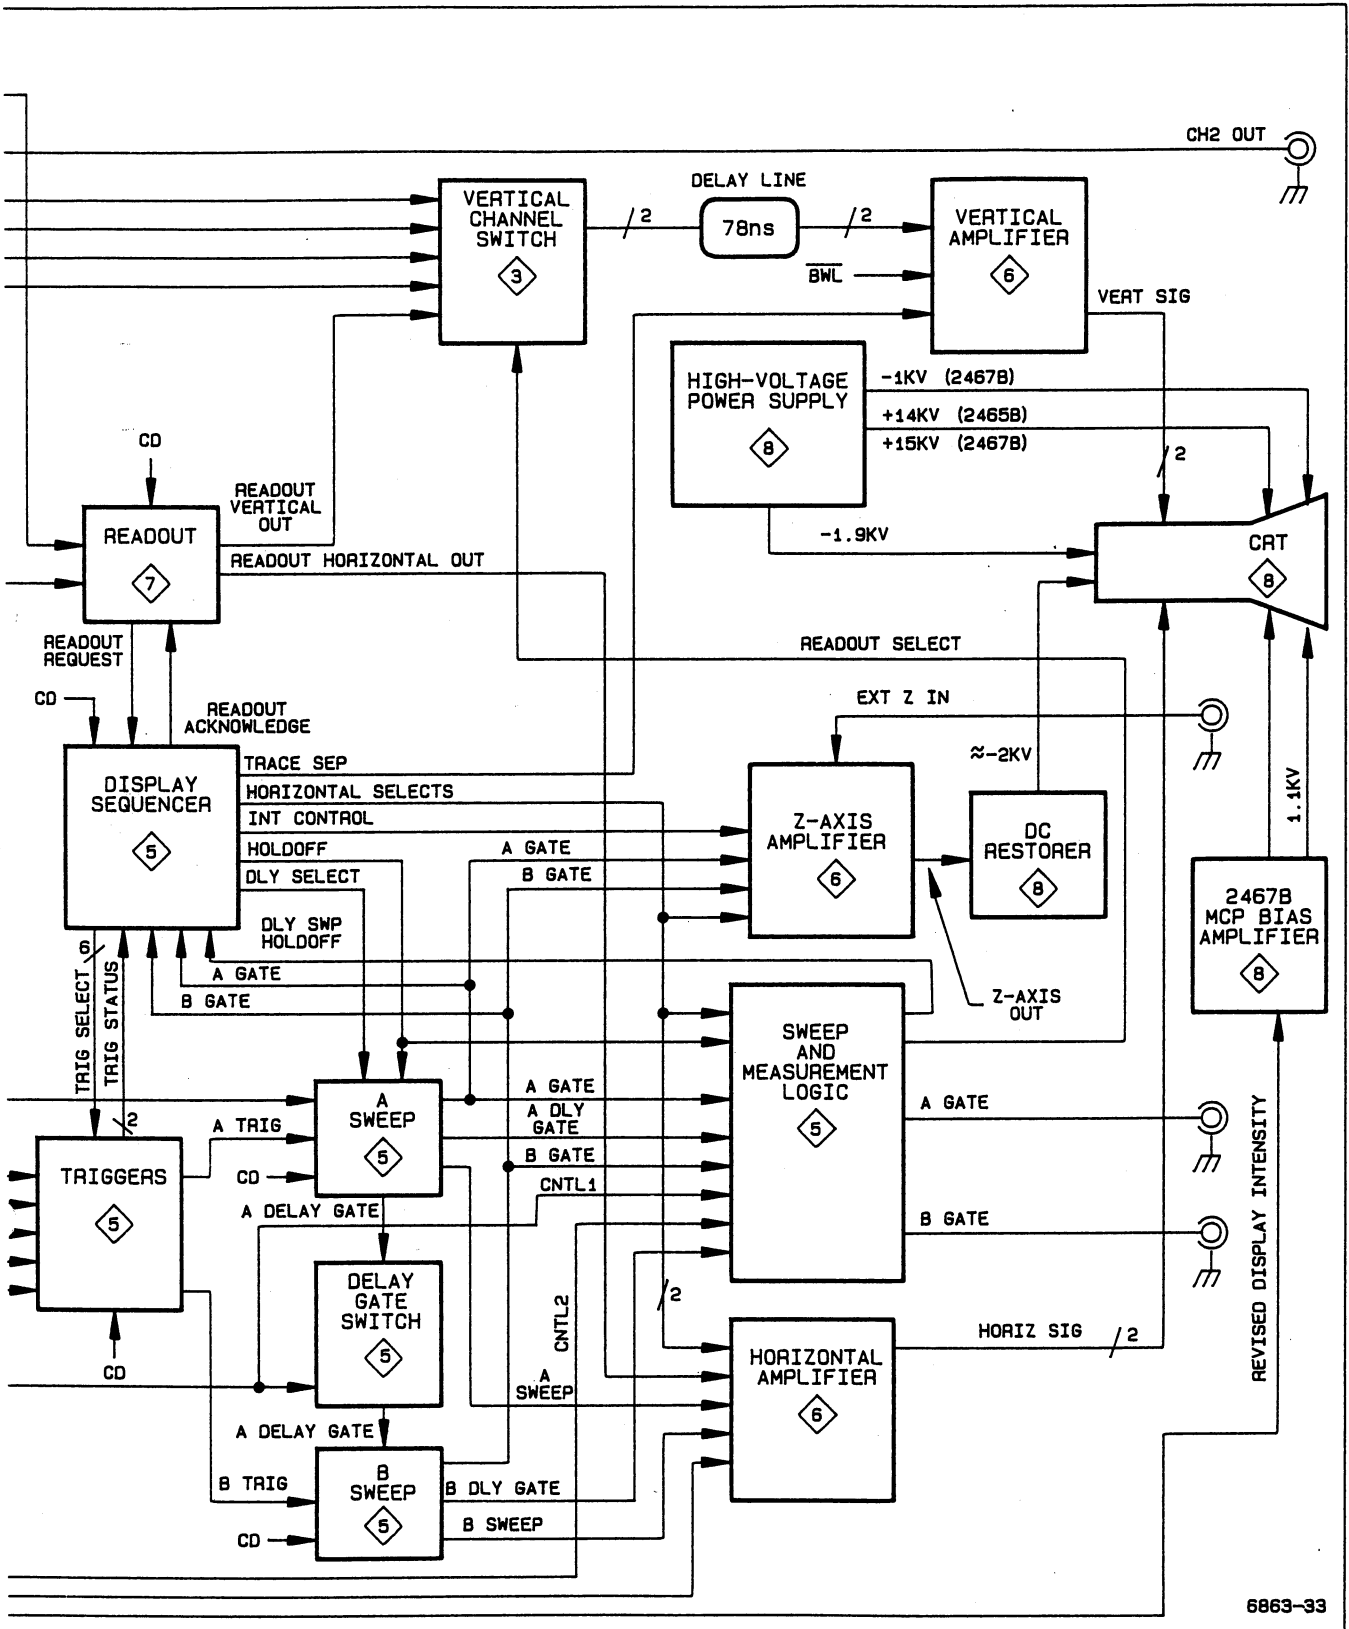 CH2 OUT
DELAY LINE
VERTICAL
CHANNEL
SWITCH
3
2
78ns
2
VERTICAL
AMPLIFIER
6
BWL
VERT SIG
HIGH-VOLTAGE
POWER SUPPLY
8
-1KV (2467B)
+14KV (2465B)
+15KV (2467B)
2
-1.9KV
CRT
8
CD
READOUT
VERTICAL
OUT
READOUT
7
READOUT HORIZONTAL OUT
READOUT
REQUEST
READOUT
ACKNOWLEDGE
READOUT SELECT
CD
EXT Z IN
≈-2KV
1.1KV
DISPLAY
SEQUENCER
5
TRACE SEP
HORIZONTAL SELECTS
INT CONTROL
HOLDOFF
DLY SELECT
A GATE
B GATE
Z-AXIS
AMPLIFIER
6
DC
RESTORER
8
2467B
MCP BIAS
AMPLIFIER
8
DLY SWP
HOLDOFF
A GATE
B GATE
6
TRIG SELECT
TRIG STATUS
2
Z-AXIS
OUT
SWEEP
AND
MEASUREMENT
LOGIC
5
A
SWEEP
5
A GATE
A DLY
GATE
B GATE
CNTL1
A GATE
B GATE
A TRIG
CD
TRIGGERS
5
CD
A DELAY GATE
DELAY
GATE
SWITCH
5
CNTL2
2
REVISED DISPLAY INTENSITY
HORIZ SIG
2
HORIZONTAL
AMPLIFIER
6
A
SWEEP
A DELAY GATE
B TRIG
CD
B
SWEEP
5
B DLY GATE
B SWEEP
6863-33